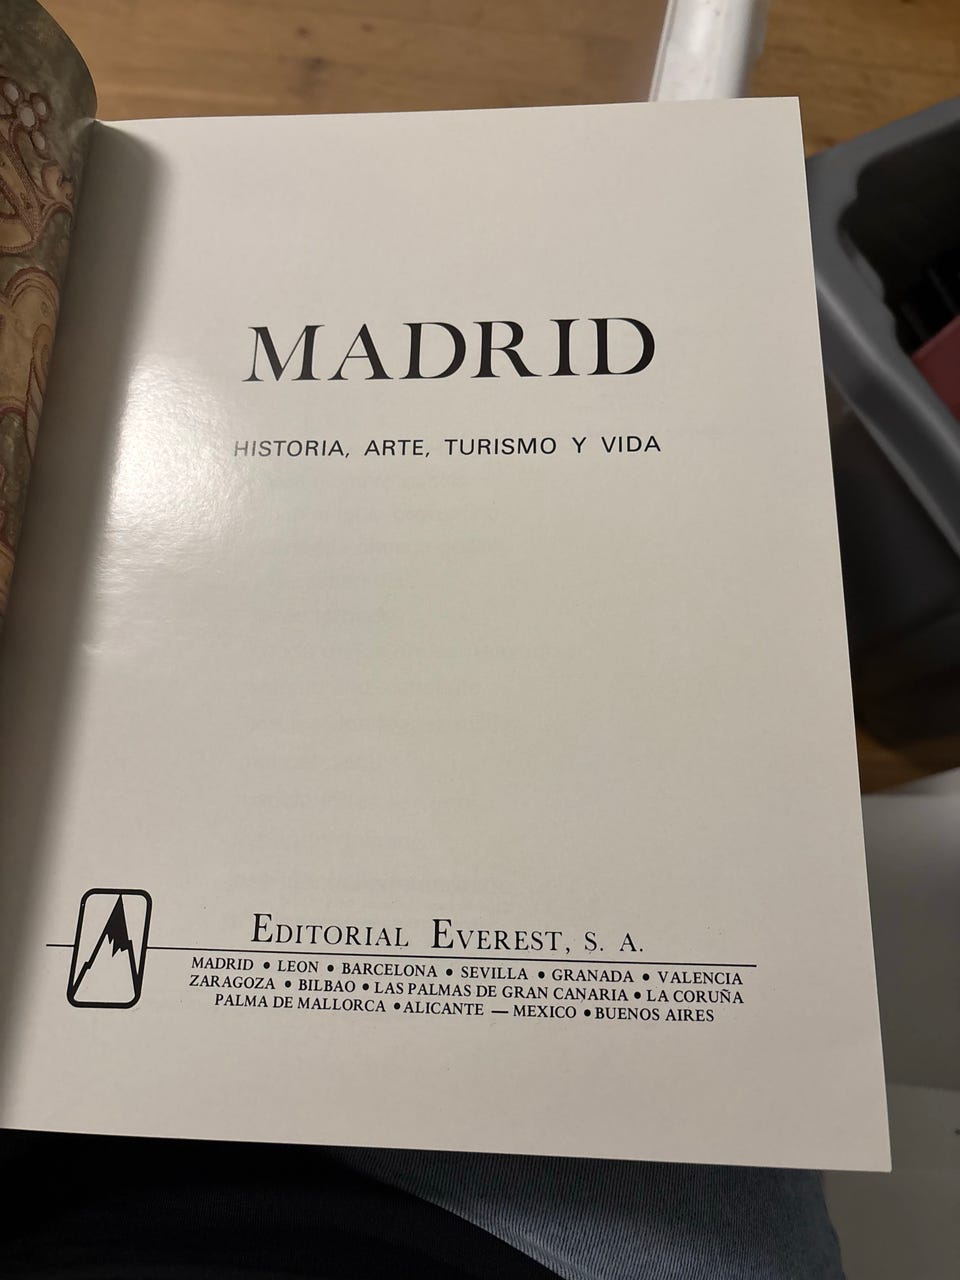 MADRID
HISTORIA, ARTE, TURISMO Y VIDA
EDITORIAL EVEREST, S. A.
MADRID • LEON • BARCELONA • SEVILLA • GRANADA • VALENCIA
ZARAGOZA • BILBAO • LAS PALMAS DE GRAN CANARIA • LA CORUÑA
PALMA DE MALLORCA • ALICANTE — MEXICO • BUENOS AIRES